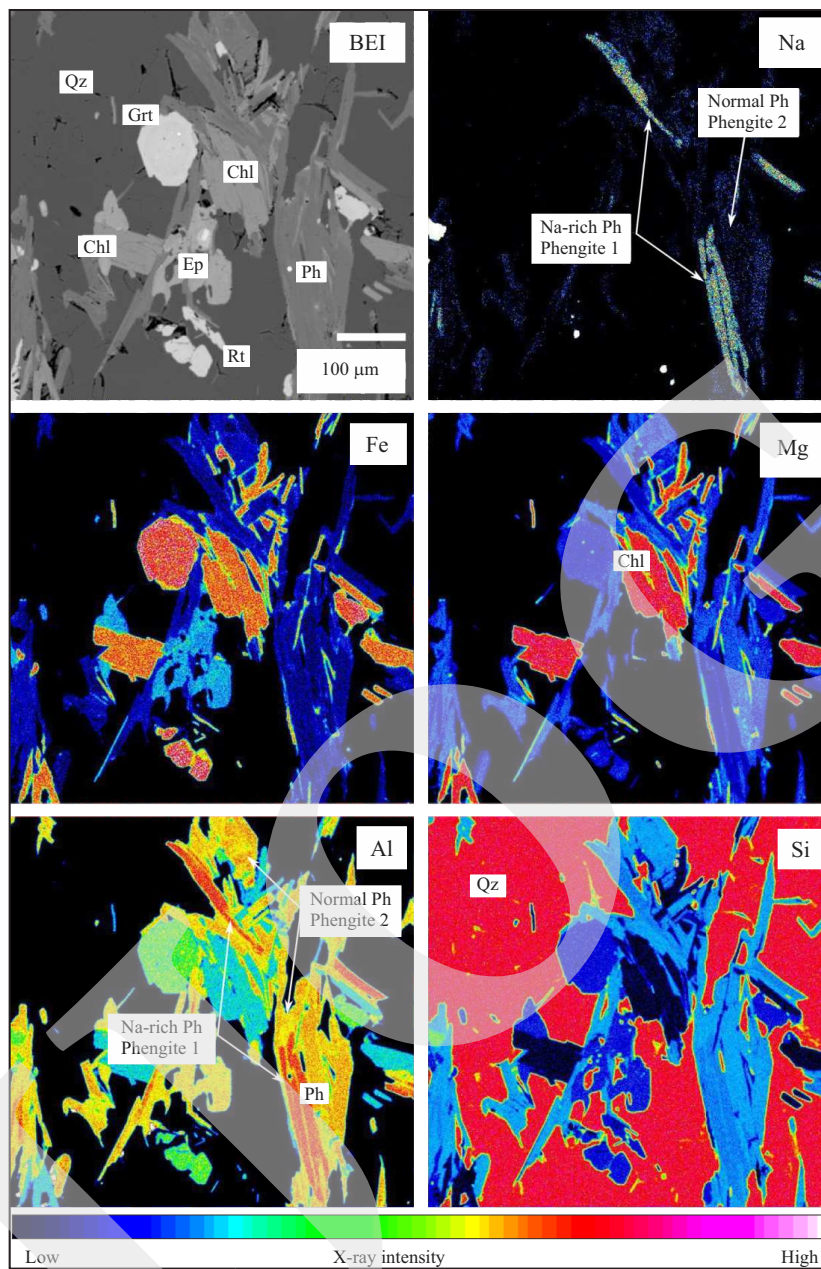 BEI
Qz
Grt
Chl
Chl
Ep
Ph
Rt
100 μm
Na
Normal Ph
Phengite 2
Na-rich Ph
Phengite 1
Fe
Mg
Chl
Al
Normal Ph
Phengite 2
Na-rich Ph
Phengite 1
Ph
Si
Qz
Low
X-ray intensity
High